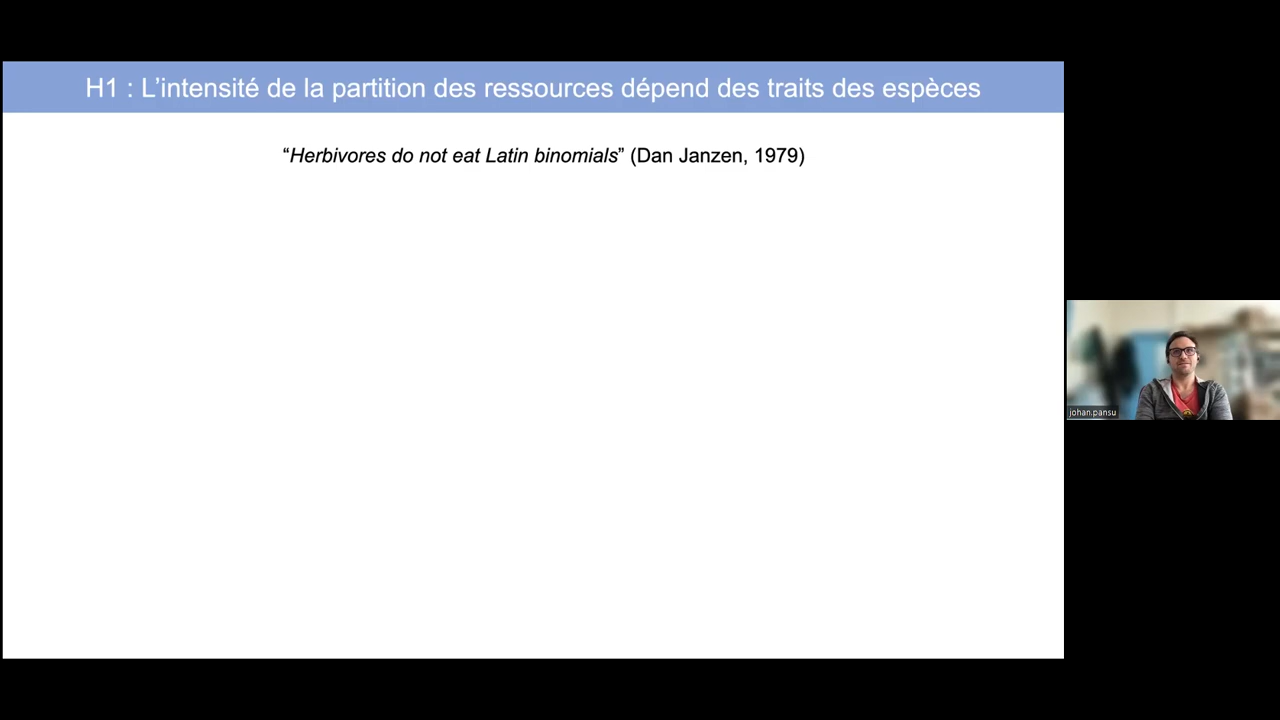 H1 : L’intensité de la partition des ressources dépend des traits des espèces
“Herbivores do not eat Latin binomials” (Dan Janzen, 1979)
johan.pansu